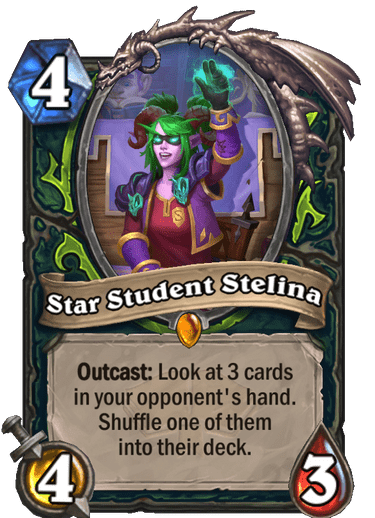 4
Star Student Stelina
Outcast: Look at 3 cards
in your opponent's hand.
Shuffle one of them
into their deck.
4
3